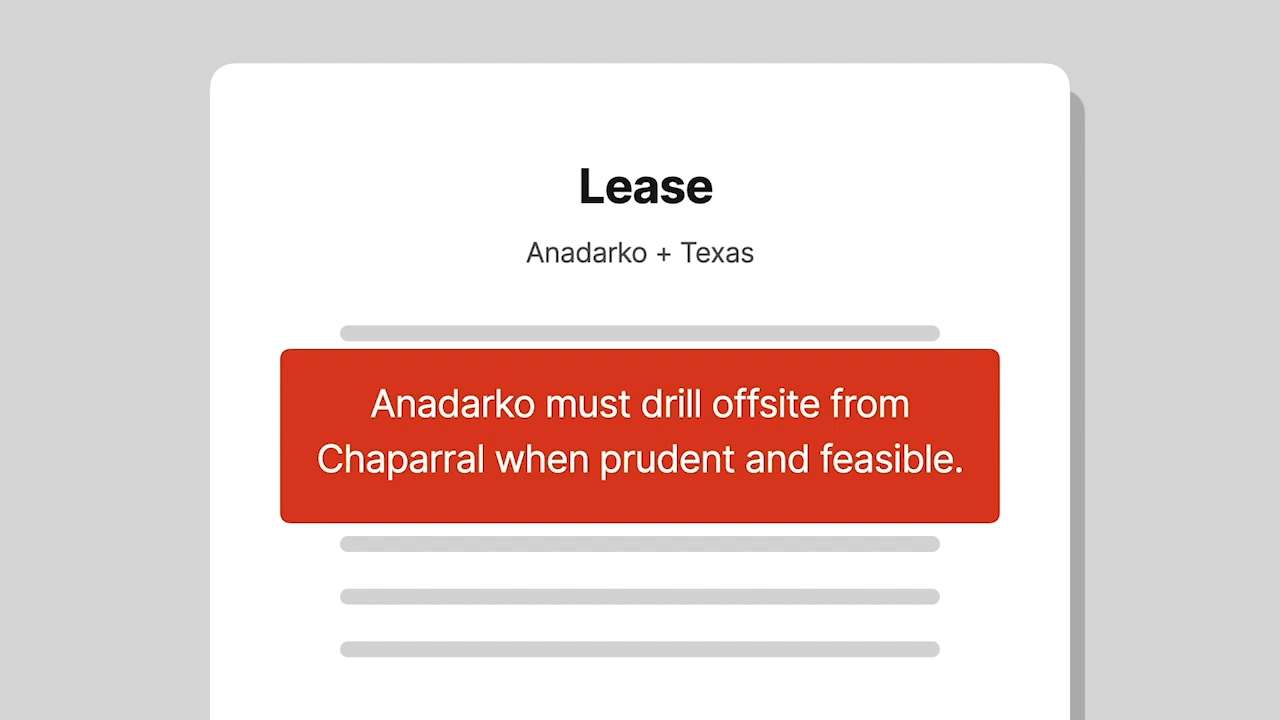 Lease
Anadarko + Texas
Anadarko must drill offsite from
Chaparral when prudent and feasible.